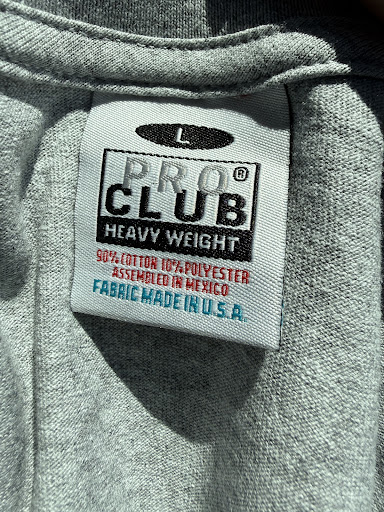 L
PRO®
CLUB
HEAVY WEIGHT
90% COTTON 10% POLYESTER
ASSEMBLED IN MEXICO
FABRIC MADE IN U.S.A.